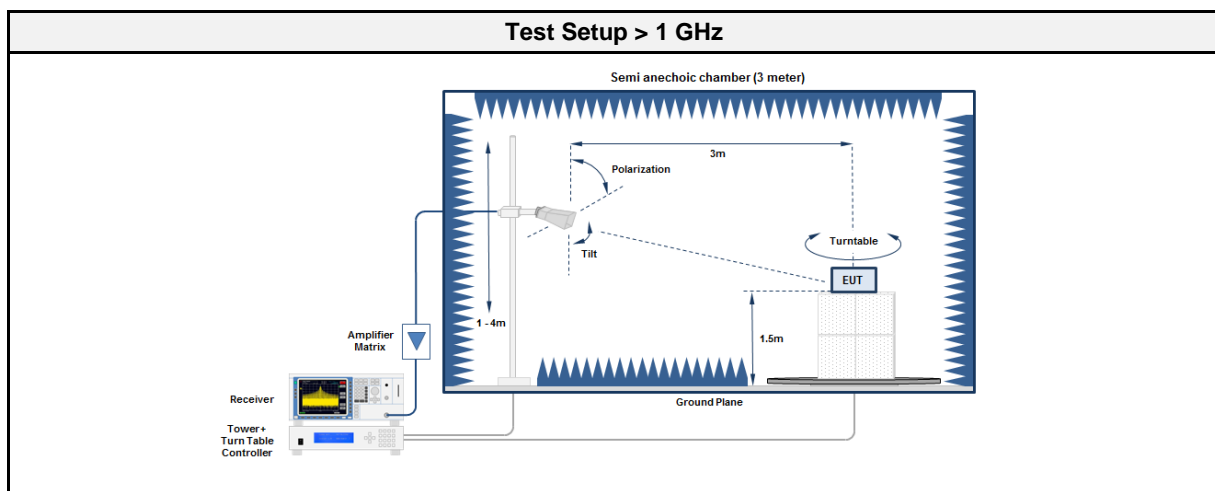 Test Setup > 1 GHz
Semi anechoic chamber (3 meter)
3m
Polarization
Turntable
Tilt
EUT
1 - 4m
1.5m
Amplifier
Matrix
Receiver
Ground Plane
Tower+
Turn Table
Controller